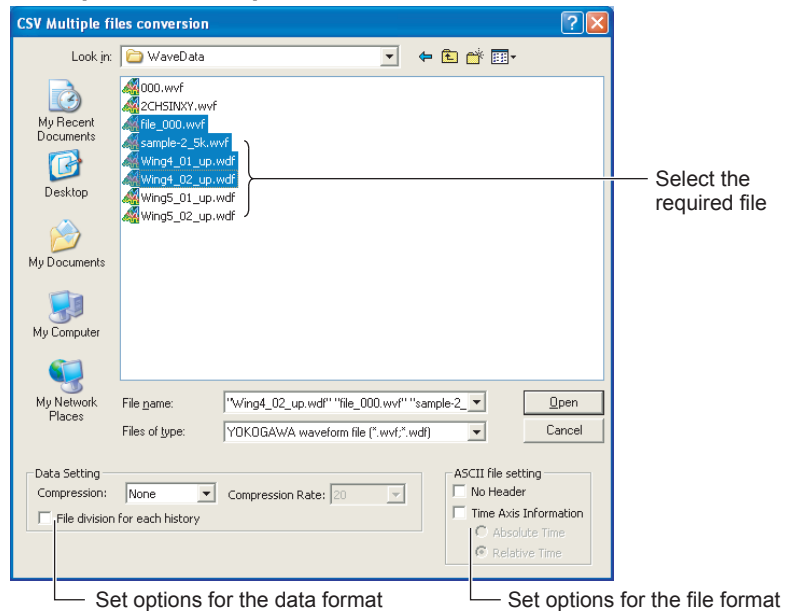 CSV Multiple files conversion
Look in:
WaveData
My Recent
Documents
Desktop
My Documents
My Computer
My Network
Places
000.wvf
2CHSINXY.wvf
file_000.wvf
sample-2_5k.wvf
Wing4_01_up.wdf
Wing4_02_up.wdf
Wing5_01_up.wdf
Wing5_02_up.wdf
Select the
required file
File name:
"Wing4_02_up.wdf" "file_000.wvf" "sample-2_
Open
Files of type:
YOKOGAWA waveform file (*.wvf;*.wdf)
Cancel
Data Setting
Compression:
None
Compression Rate:
20
File division for each history
ASCII file setting
No Header
Time Axis Information
Absolute Time
Relative Time
Set options for the data format
Set options for the file format